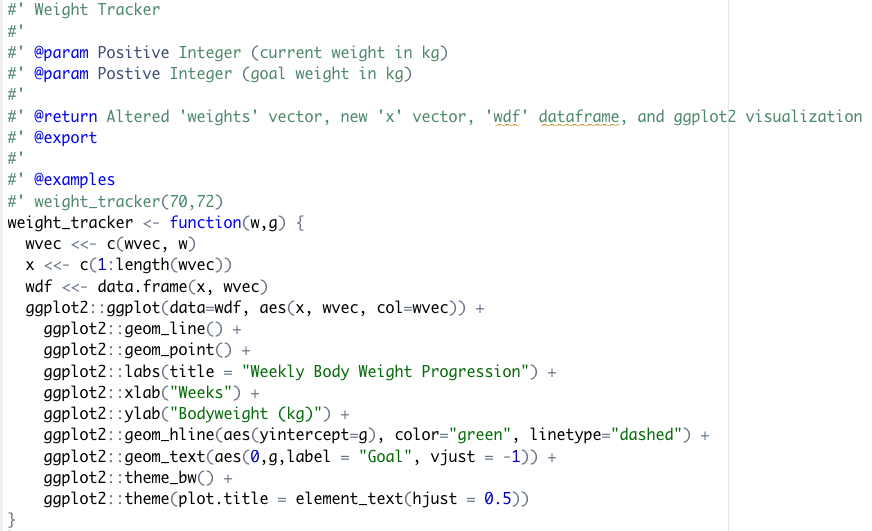 #' Weight Tracker
#'
#' @param Positive Integer (current weight in kg)
#' @param Postive Integer (goal weight in kg)
#'
#' @return Altered 'weights' vector, new 'x' vector, 'wdf' dataframe, and ggplot2 visualization
#' @export
#'
#' @examples
#' weight_tracker(70,72)
weight_tracker <- function(w,g) {
  wvec <<- c(wvec, w)
  x <<- c(1:length(wvec))
  wdf <<- data.frame(x, wvec)
  ggplot2::ggplot(data=wdf, aes(x, wvec, col=wvec)) +
    ggplot2::geom_line() +
    ggplot2::geom_point() +
    ggplot2::labs(title = "Weekly Body Weight Progression") +
    ggplot2::xlab("Weeks") +
    ggplot2::ylab("Bodyweight (kg)") +
    ggplot2::geom_hline(aes(yintercept=g), color="green", linetype="dashed") +
    ggplot2::geom_text(aes(0,g,label = "Goal", vjust = -1)) +
    ggplot2::theme_bw() +
    ggplot2::theme(plot.title = element_text(hjust = 0.5))
}